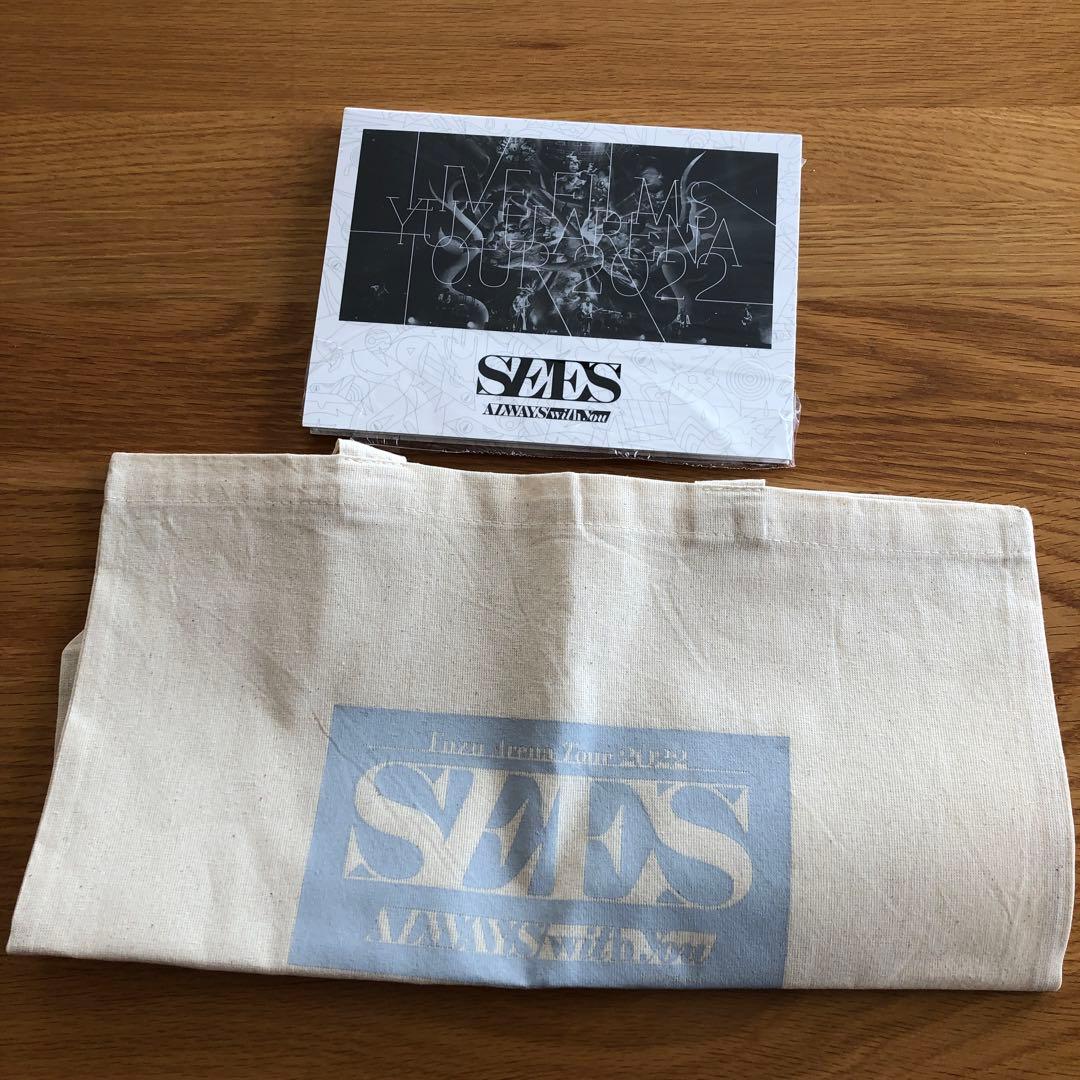 LIVE FILMS
YUZU ARENA
TOUR 2022
SEES
ALWAYS with You
Yuzu Arena Tour 2022
SEES
ALWAYS with You